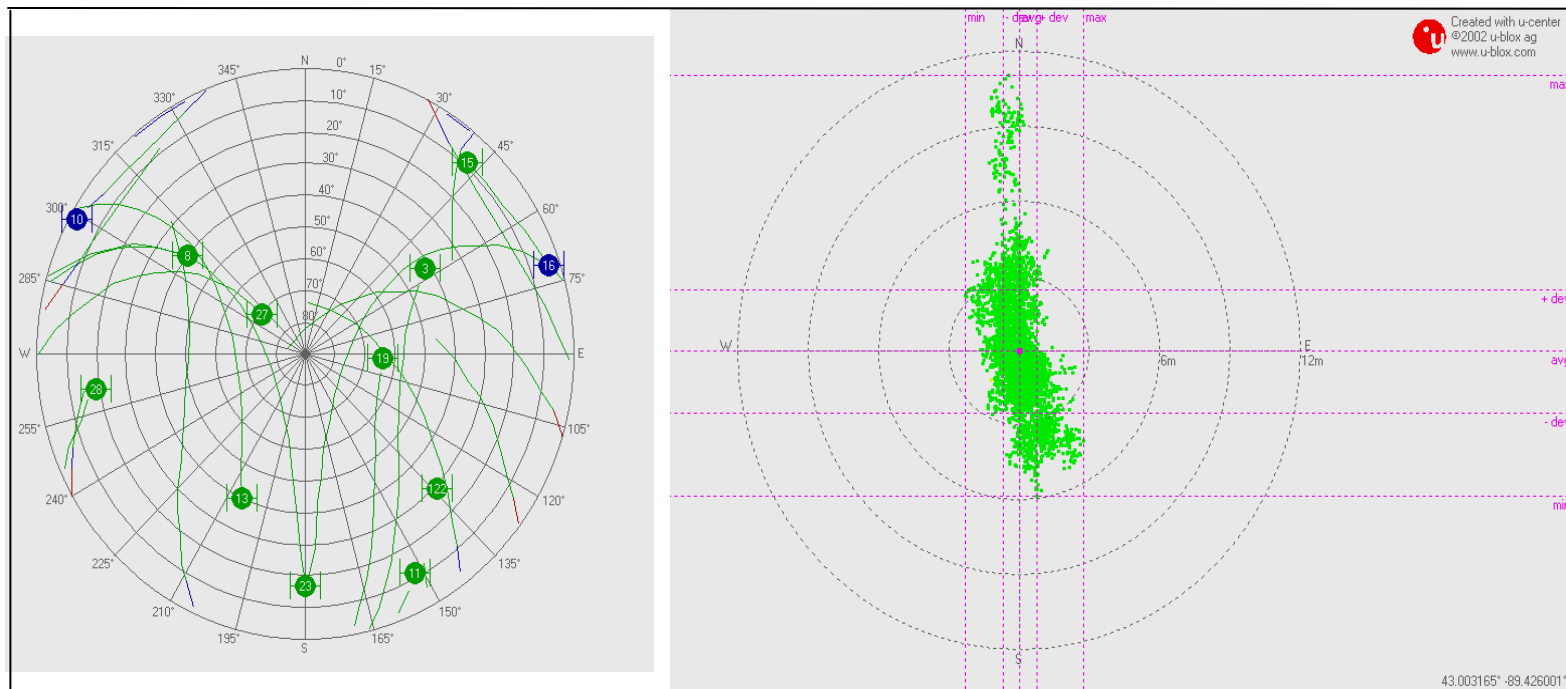 N
0°
15°
30°
45°
60°
75°
E
105°
120°
135°
150°
165°
S
195°
210°
225°
240°
255°
W
285°
300°
315°
330°
345°
10°
20°
30°
40°
50°
60°
70°
80°
15
10
16
8
3
27
19
28
122
13
11
23
min
- dev
avg
+ dev
max
Created with u-center
©2002 u-blox ag
www.u-blox.com
N
max
+ dev
W
E
avg
6m
12m
- dev
min
S
43.003165° -89.426001°